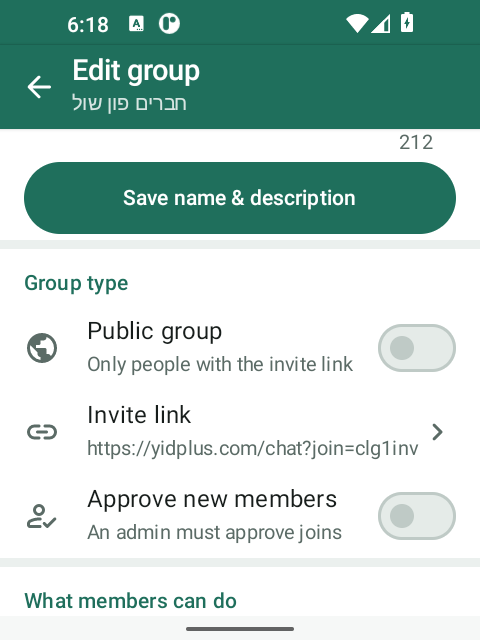 6:18
Edit group
חברים פון שול
212
Save name & description
Group type
Public group
Only people with the invite link
Invite link
https://yidplus.com/chat?join=clg1inv
Approve new members
An admin must approve joins
What members can do